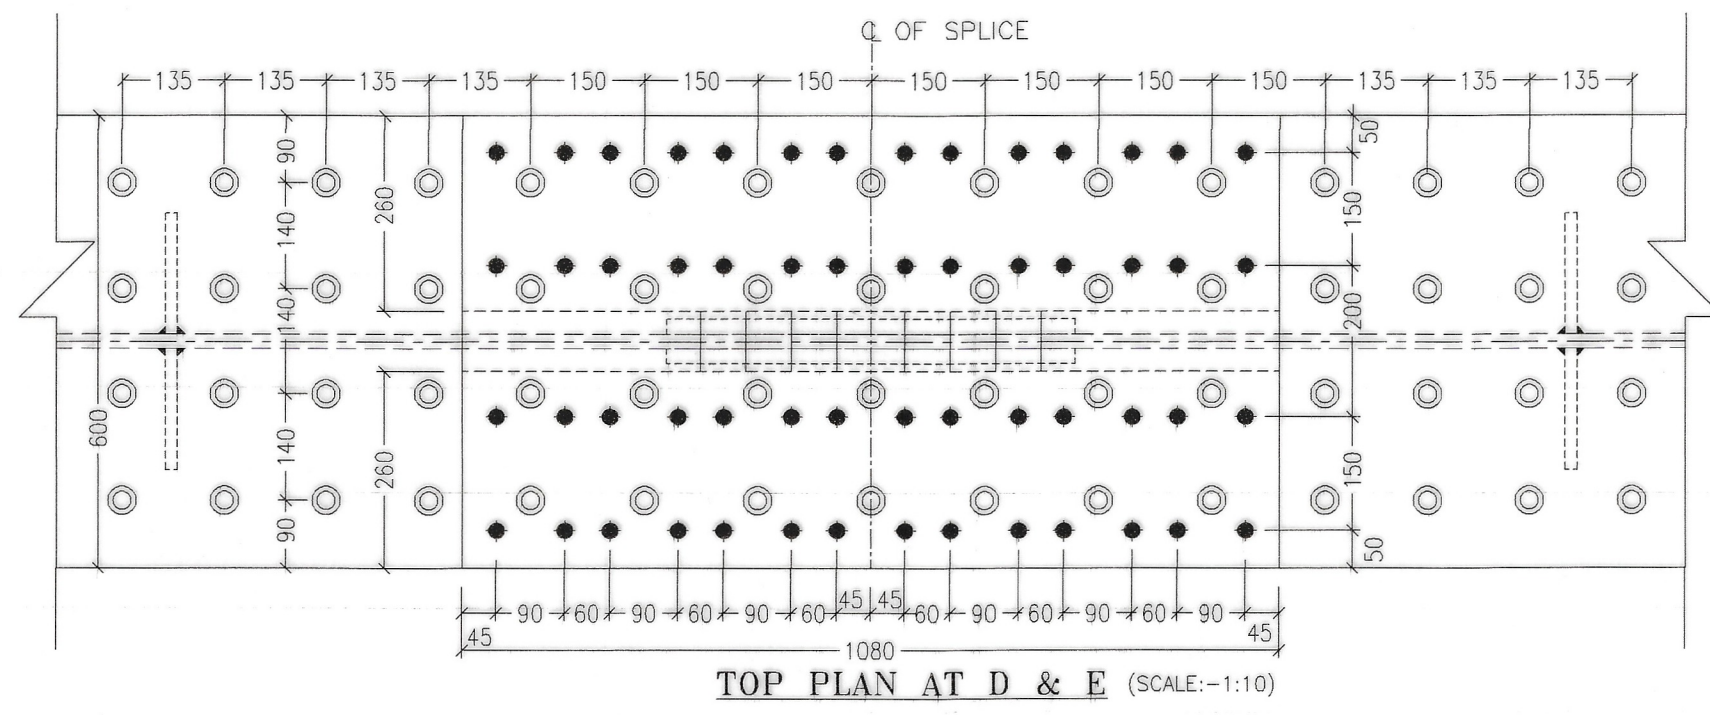 ℄ OF SPLICE
135 135 135 135 150 150 150 150 150 150 150 135 135 135
90 140 140 140 90
600
260
260
50 150 200 150 50
45 90 60 90 60 90 60 45 45 60 90 60 90 60 90 45
1080
TOP PLAN AT D & E (SCALE:-1:10)